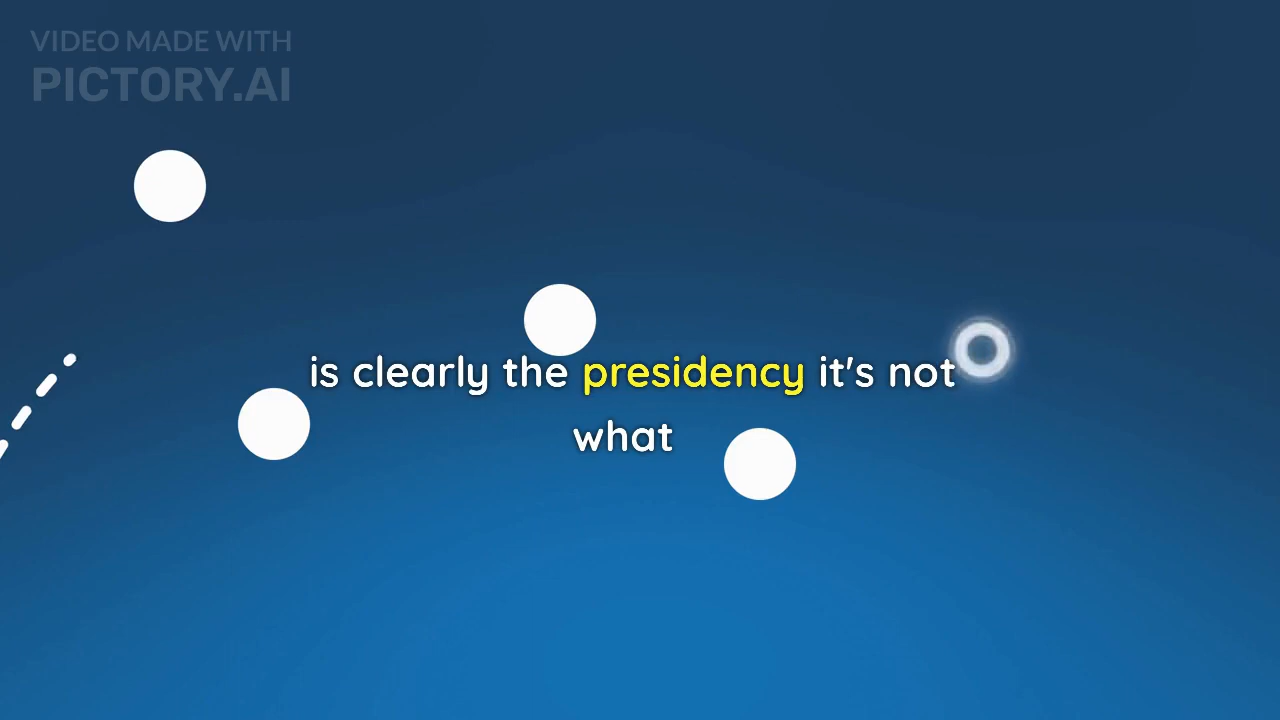 VIDEO MADE WITH
PICTORY.AI
is clearly the presidency it's not
what